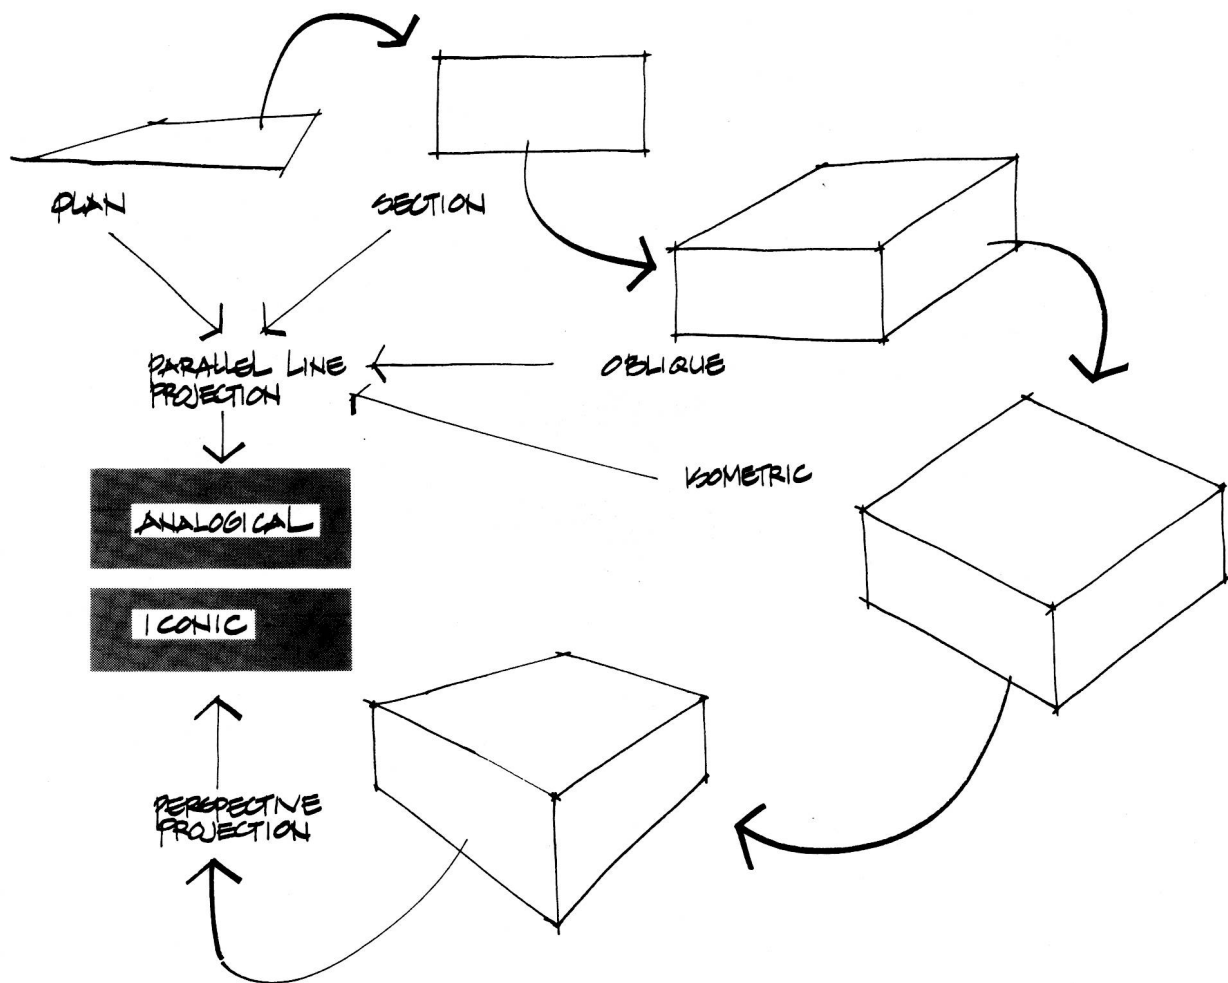 PLAN
SECTION
PARALLEL LINE
PROJECTION
OBLIQUE
ISOMETRIC
ANALOGICAL
ICONIC
PERSPECTIVE
PROJECTION